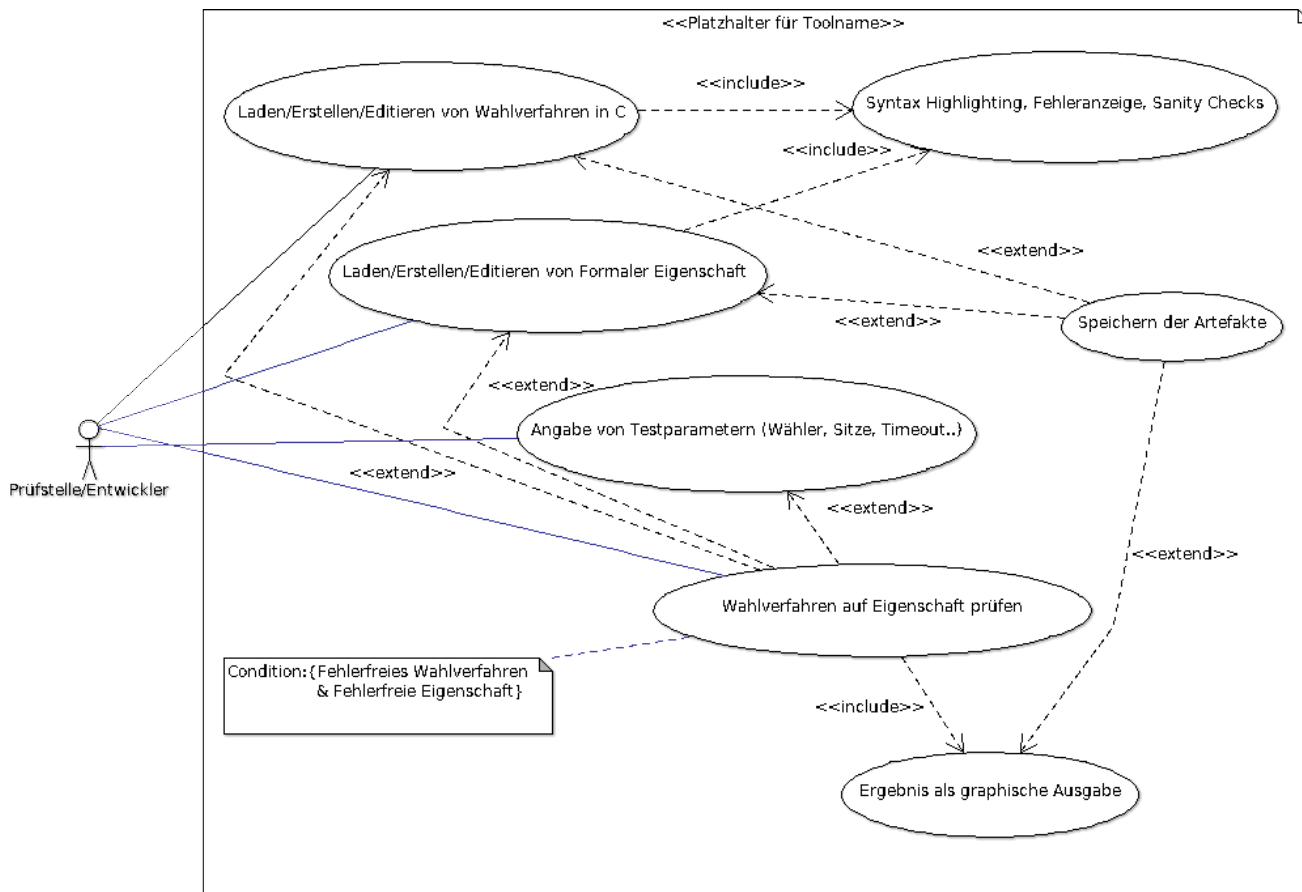 <<Platzhalter für Toolname>>
<<include>>
Laden/Erstellen/Editieren von Wahlverfahren in C
Syntax Highlighting, Fehleranzeige, Sanity Checks
<<include>>
<<extend>>
Laden/Erstellen/Editieren von Formaler Eigenschaft
<<extend>>
Speichern der Artefakte
<<extend>>
Angabe von Testparametern (Wähler, Sitze, Timeout..}
<<extend>>
Prüfstelle/Entwickler
<<extend>>
<<extend>>
Wahlverfahren auf Eigenschaft prüfen
Condition:{Fehlerfreies Wahlverfahren
& Fehlerfreie Eigenschaft}
<<include>>
Ergebnis als graphische Ausgabe